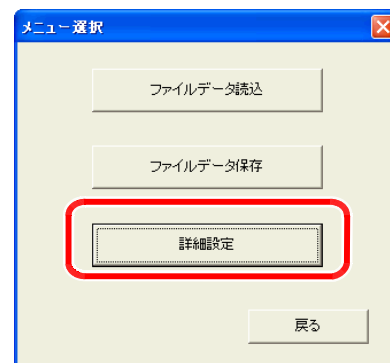 メニュー選択
ファイルデータ読込
ファイルデータ保存
詳細設定
戻る